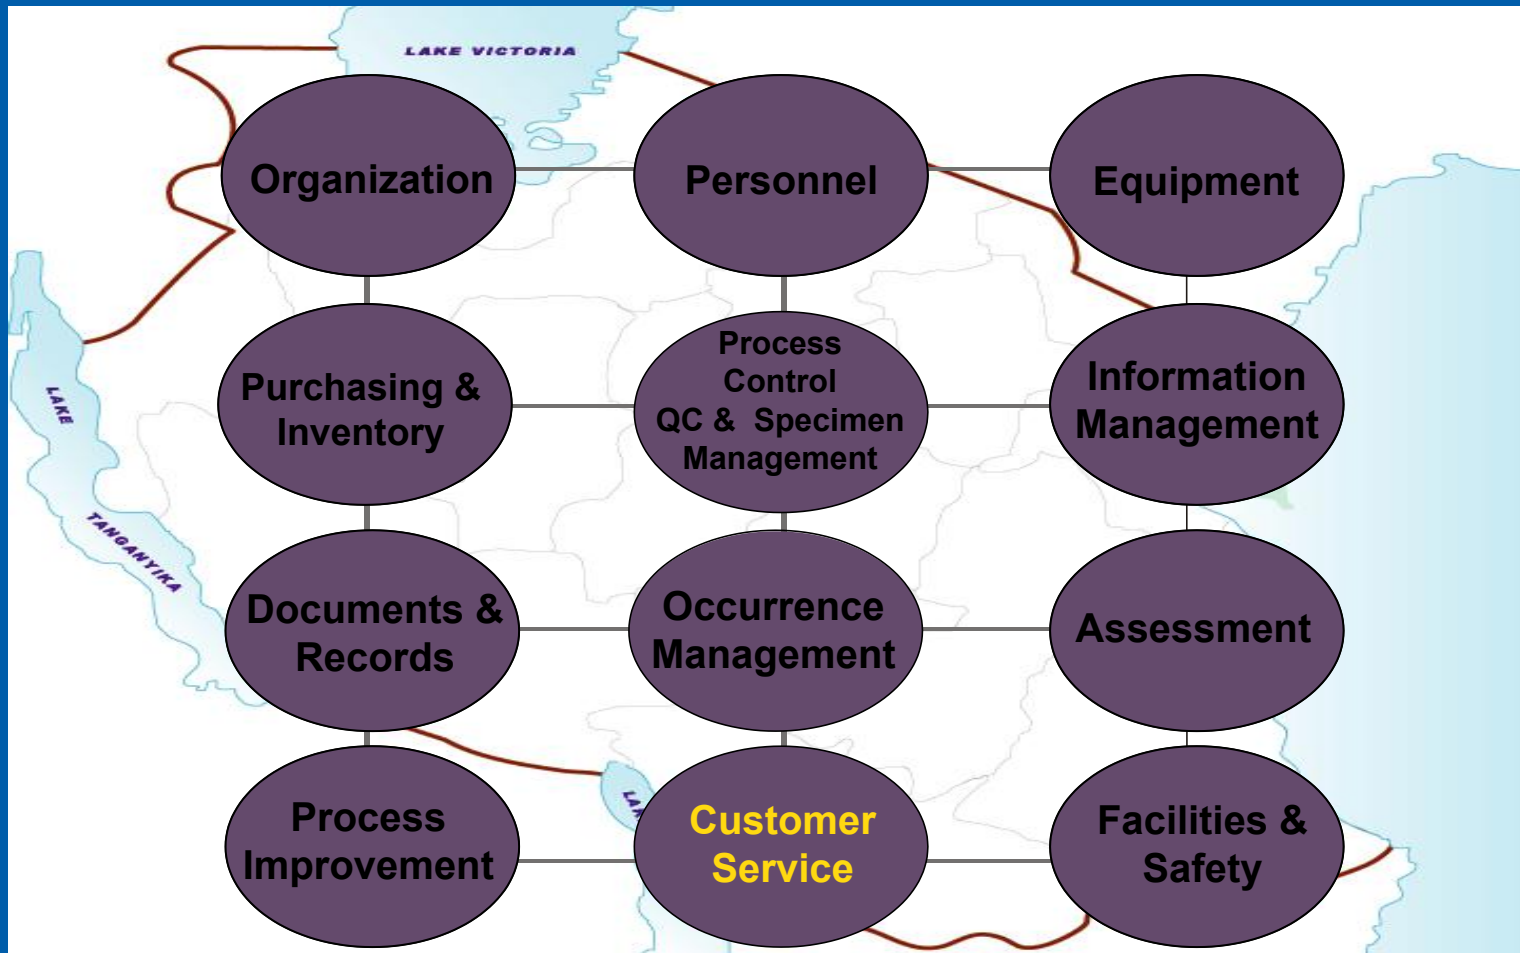 LAKE VICTORIA
Organization
Personnel
Equipment
Purchasing &
Inventory
Process
Control
QC & Specimen
Management
Information
Management
LAKE
TANGANYIKA
Documents &
Records
Occurrence
Management
Assessment
Process
Improvement
Customer
Service
Facilities &
Safety